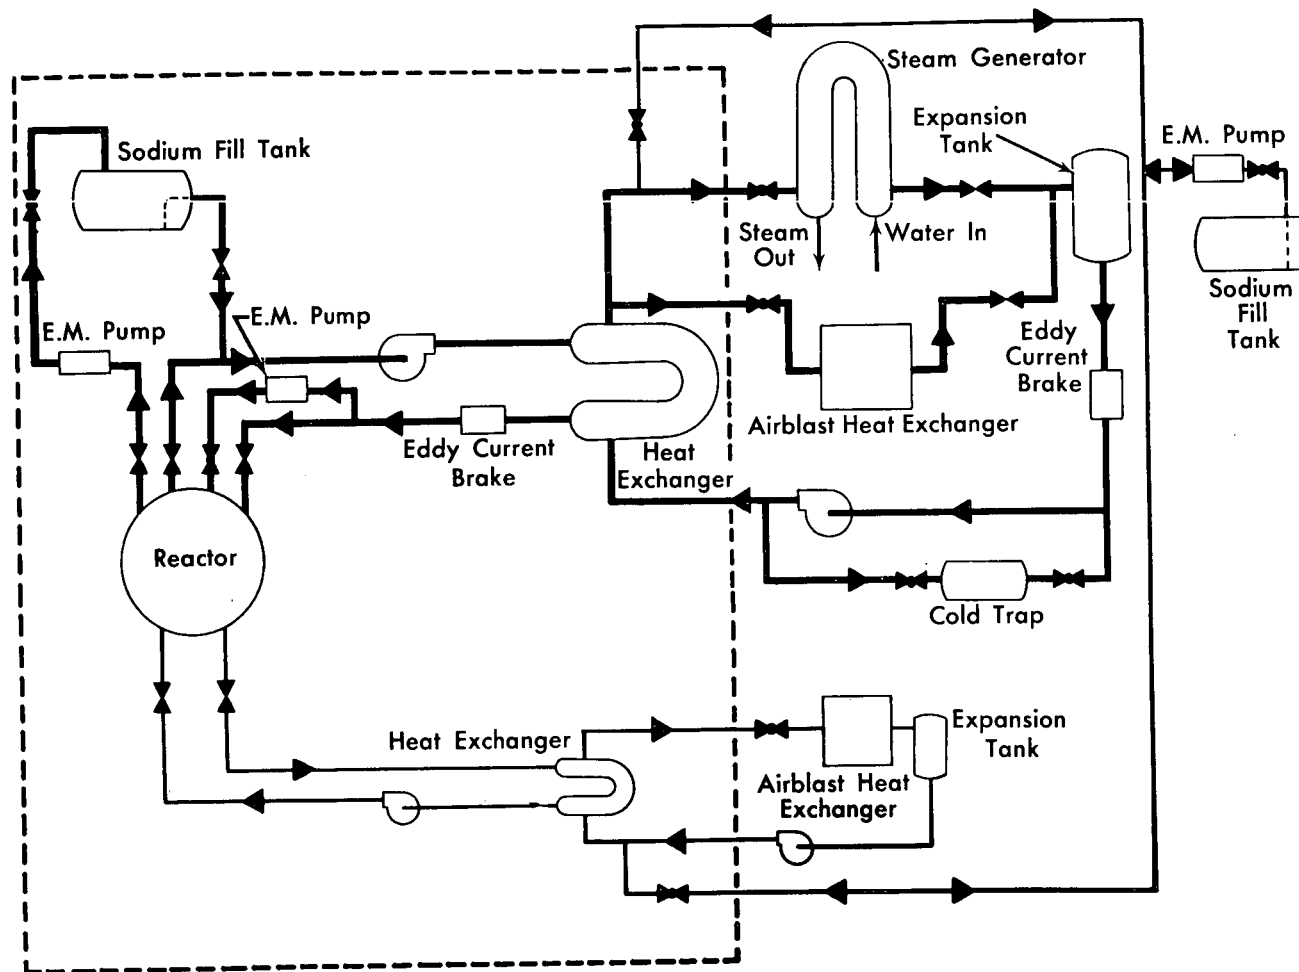 Steam Generator
Expansion
Tank
E.M. Pump
Sodium Fill Tank
Steam
Out
Water In
Sodium
Fill
Tank
E.M. Pump
E.M. Pump
Eddy
Current
Brake
Airblast Heat Exchanger
Eddy Current
Brake
Heat
Exchanger
Reactor
Cold Trap
Heat Exchanger
Expansion
Tank
Airblast Heat
Exchanger